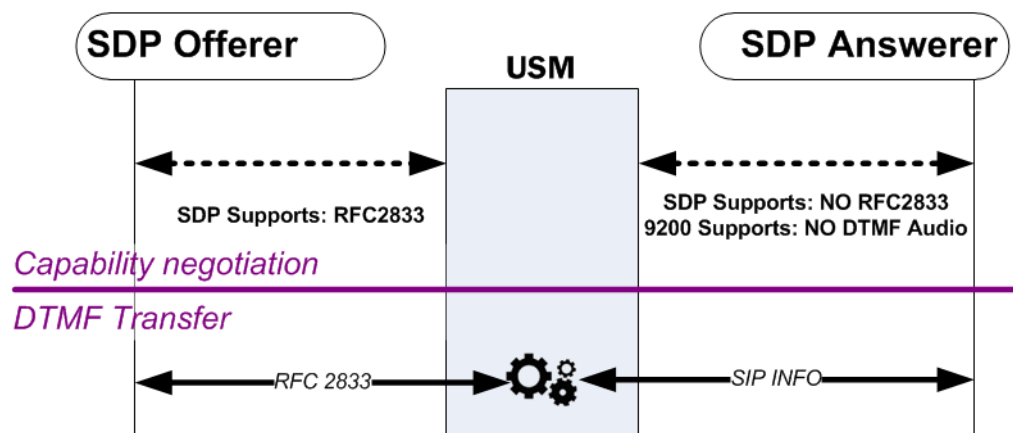 SDP Offerer
SDP Answerer
USM
SDP Supports: RFC2833
SDP Supports: NO RFC2833
9200 Supports: NO DTMF Audio
Capability negotiation
DTMF Transfer
RFC 2833
SIP INFO